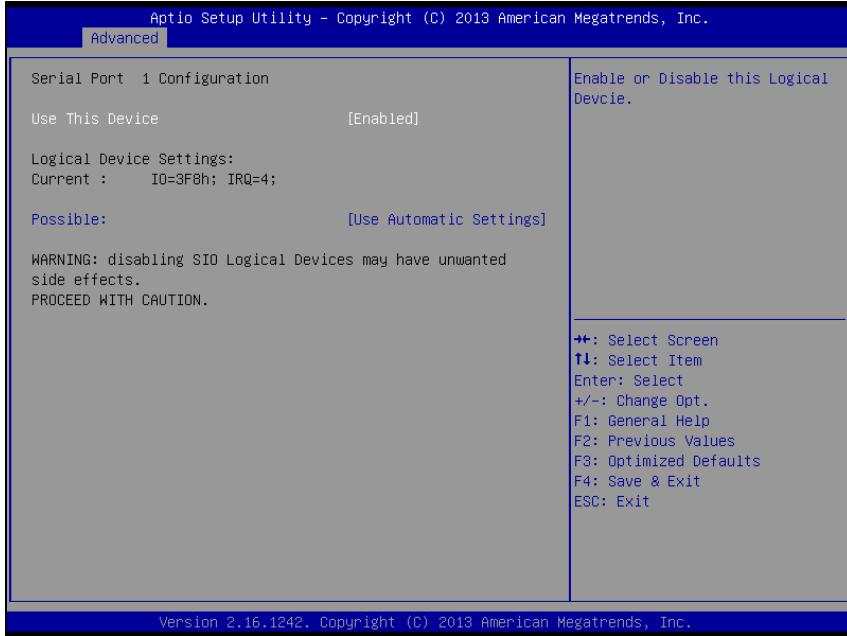 Aptio Setup Utility – Copyright (C) 2013 American Megatrends, Inc.
Advanced
Serial Port 1 Configuration
Use This Device [Enabled]
Logical Device Settings:
Current : IO=3F8h; IRQ=4;
Possible: [Use Automatic Settings]
WARNING: disabling SIO Logical Devices may have unwanted
side effects.
PROCEED WITH CAUTION.
Enable or Disable this Logical
Devcie.
→←: Select Screen
↑↓: Select Item
Enter: Select
+/-: Change Opt.
F1: General Help
F2: Previous Values
F3: Optimized Defaults
F4: Save & Exit
ESC: Exit
Version 2.16.1242. Copyright (C) 2013 American Megatrends, Inc.